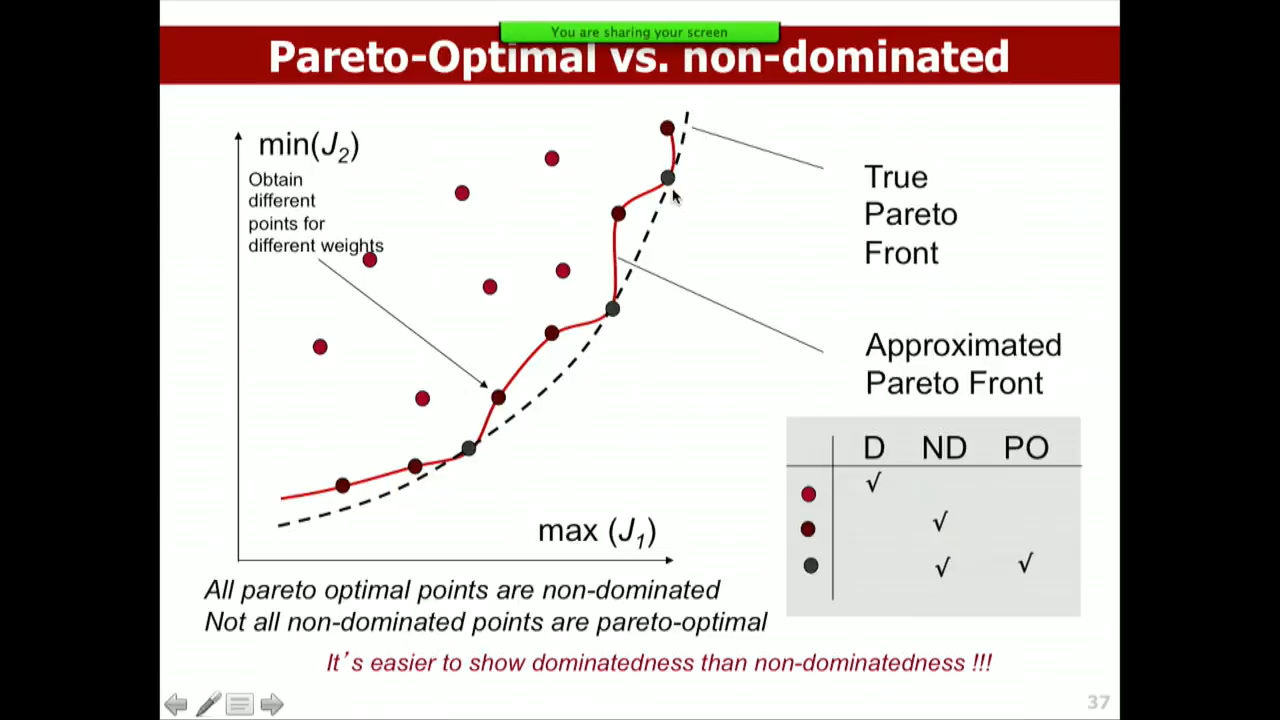 You are sharing your screen
Pareto-Optimal vs. non-dominated
min(J2)
Obtain
different
points for
different weights
True
Pareto
Front
Approximated
Pareto Front
D ND PO
√
√
√ √
max (J1)
All pareto optimal points are non-dominated
Not all non-dominated points are pareto-optimal
It´s easier to show dominatedness than non-dominatedness !!!
37